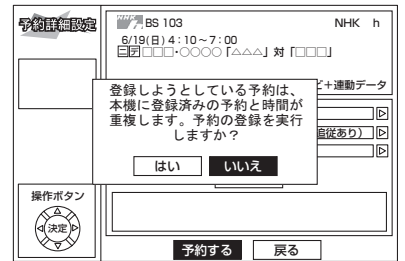 予約詳細設定
NHK BS 103 NHK h
6/19(日) 4:10~7:00
二デ□□□・○○○○「△△△」対「□□□」
ビ+連動データ
登録しようとしている予約は、
本機に登録済みの予約と時間が
重複します。予約の登録を実行
しますか?
はい いいえ
追従あり)
操作ボタン
決定
予約する 戻る